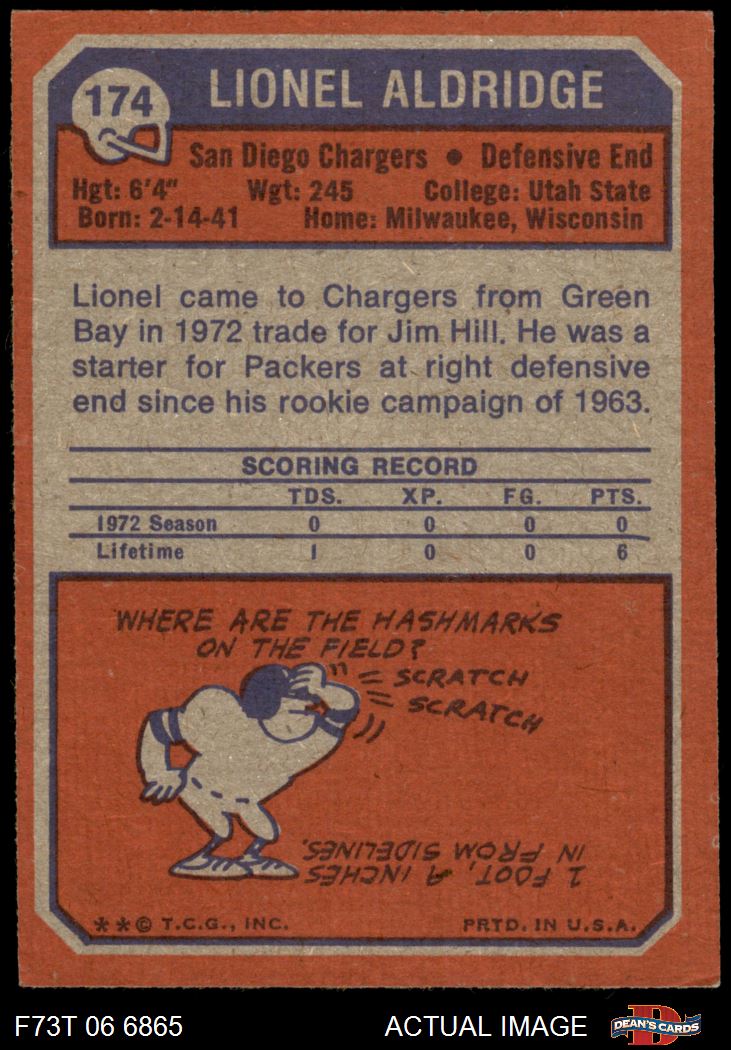 174
LIONEL ALDRIDGE
San Diego Chargers • Defensive End
Hgt: 6'4" Wgt: 245 College: Utah State
Born: 2-14-41 Home: Milwaukee, Wisconsin
Lionel came to Chargers from Green
Bay in 1972 trade for Jim Hill. He was a
starter for Packers at right defensive
end since his rookie campaign of 1963.
SCORING RECORD
TDS. XP. FG. PTS.
1972 Season 0 0 0 0
Lifetime 1 0 0 6
WHERE ARE THE HASHMARKS
ON THE FIELD?
SCRATCH
SCRATCH
1 FOOT, 9 INCHES
IN FROM SIDELINES.
**© T.C.G., INC. PRTD. IN U.S.A.
F73T 06 6865 ACTUAL IMAGE
D
DEAN'S CARDS